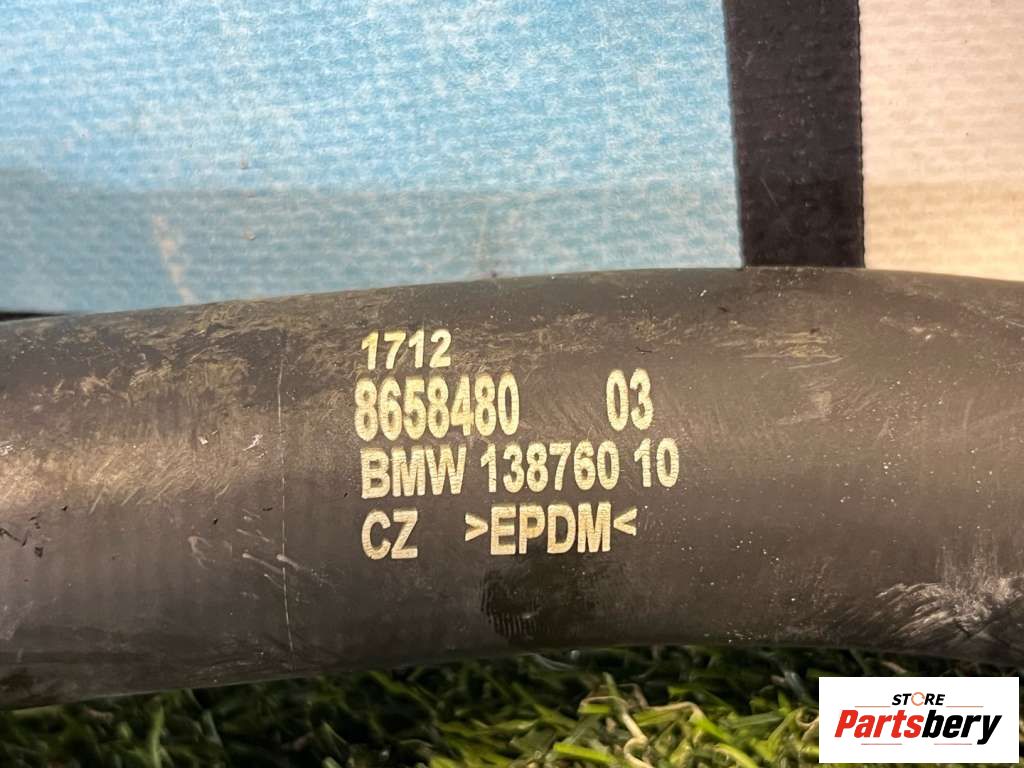 1712
8658480 03
BMW 138760 10
CZ >EPDM<
STORE
Partsbery